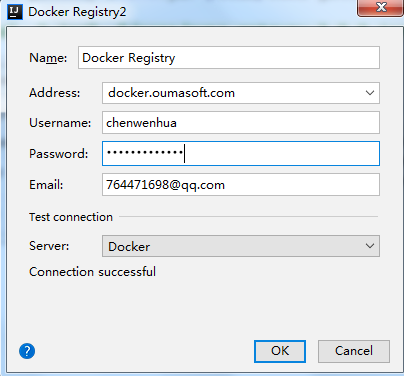 IJ Docker Registry2
Name: Docker Registry
Address: docker.oumasoft.com
Username: chenwenhua
Password: •••••••••••••
Email: 764471698@qq.com
Test connection
Server: Docker
Connection successful
? OK Cancel